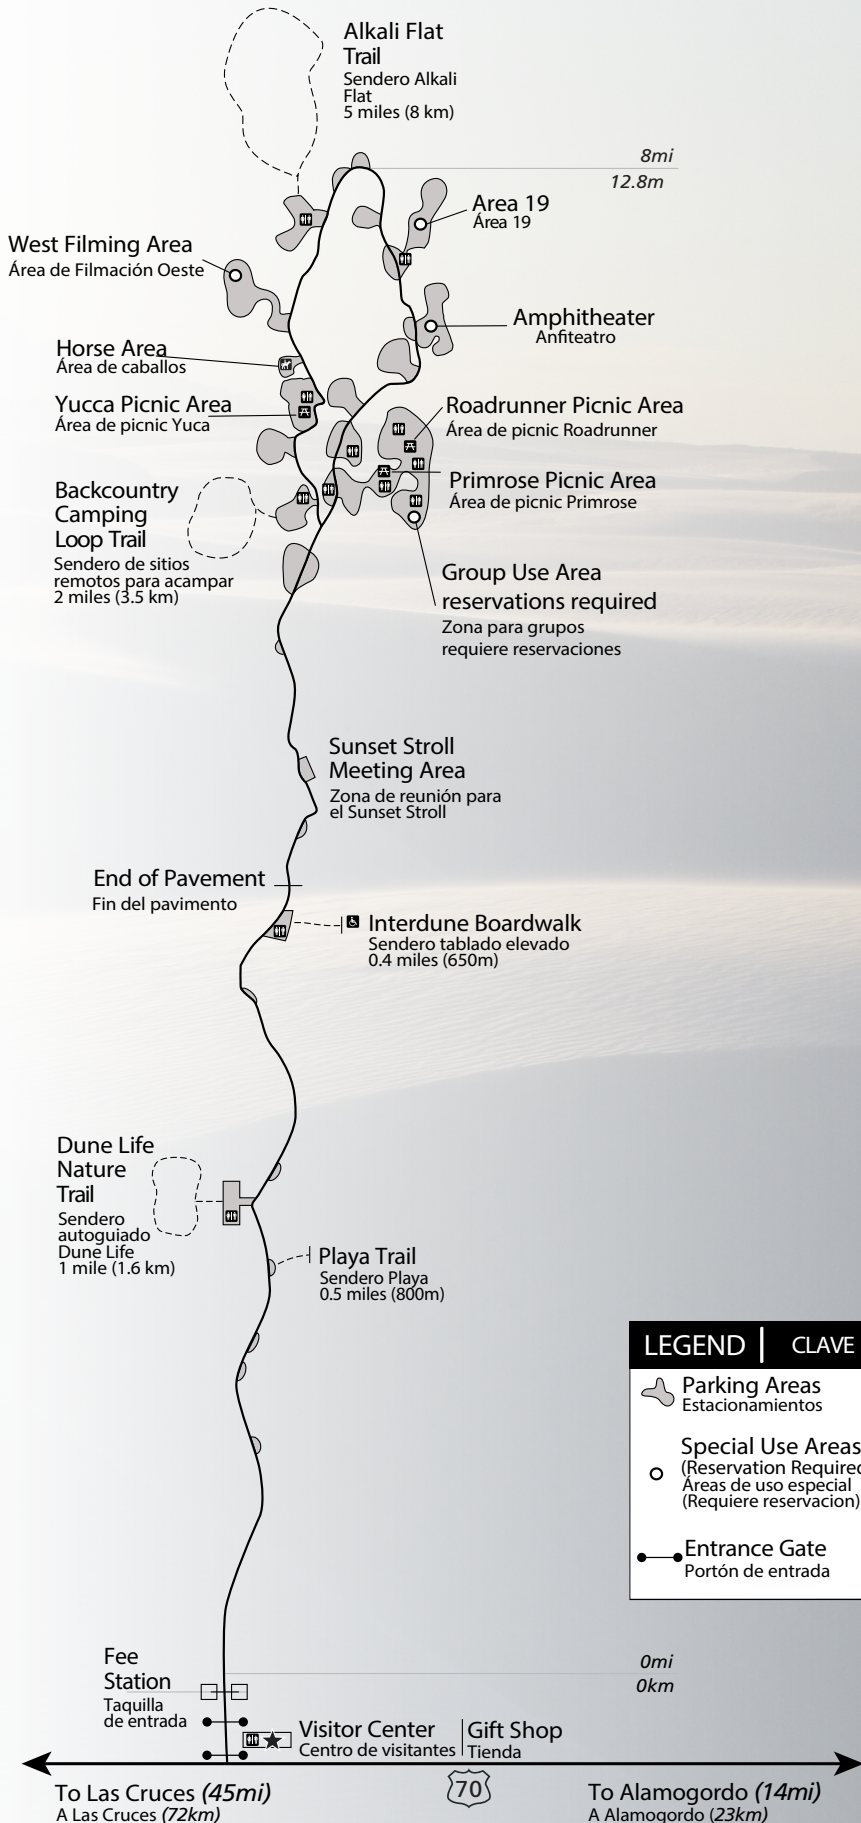 Alkali Flat
Trail
Sendero Alkali
Flat
5 miles (8 km)
8mi
12.8m
Area 19
Área 19
West Filming Area
Área de Filmación Oeste
Amphitheater
Anfiteatro
Horse Area
Área de caballos
Yucca Picnic Area
Área de picnic Yuca
Roadrunner Picnic Area
Área de picnic Roadrunner
Primrose Picnic Area
Área de picnic Primrose
Backcountry
Camping
Loop Trail
Sendero de sitios
remotos para acampar
2 miles (3.5 km)
Group Use Area
reservations required
Zona para grupos
requiere reservaciones
Sunset Stroll
Meeting Area
Zona de reunión para
el Sunset Stroll
End of Pavement
Fin del pavimento
Interdune Boardwalk
Sendero tablado elevado
0.4 miles (650m)
Dune Life
Nature
Trail
Sendero
autoguiado
Dune Life
1 mile (1.6 km)
Playa Trail
Sendero Playa
0.5 miles (800m)
LEGEND | CLAVE
Parking Areas
Estacionamientos
Special Use Areas
(Reservation Required
Áreas de uso especial
(Requiere reservacion)
Entrance Gate
Portón de entrada
Fee
Station
Taquilla
de entrada
0mi
0km
Visitor Center
Centro de visitantes
Gift Shop
Tienda
To Las Cruces (45mi)
A Las Cruces (72km)
70
To Alamogordo (14mi)
A Alamogordo (23km)